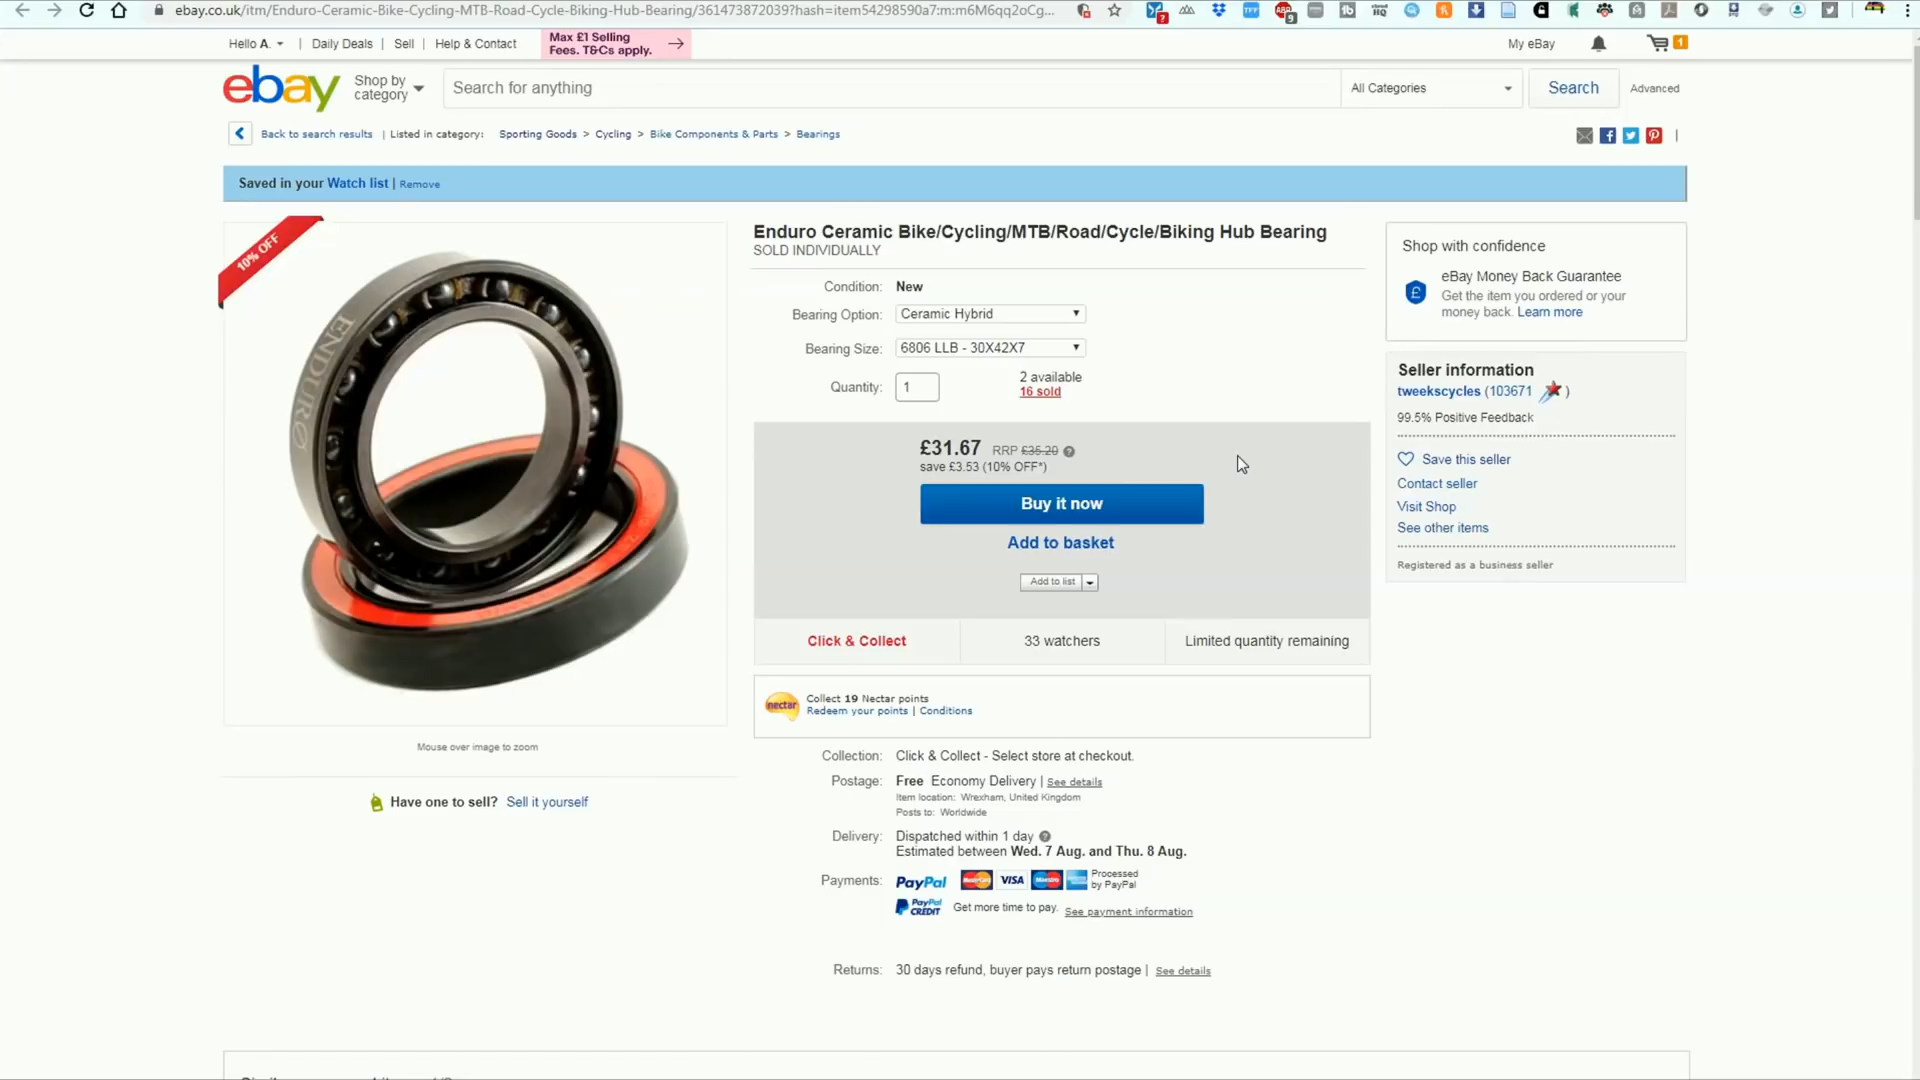 ebay.co.uk/itm/Enduro-Ceramic-Bike-Cycling-MTB-Road-Cycle-Biking-Hub-Bearing/361473872039?hash=item54298590a7:m:m6M6qq2oCg...
Hello A. | Daily Deals | Sell | Help & Contact
Max £1 Selling
Fees. T&Cs apply.
My eBay
1
ebay
Shop by
category
Search for anything
All Categories
Search
Advanced
Back to search results | Listed in category: Sporting Goods > Cycling > Bike Components & Parts > Bearings
Saved in your Watch list | Remove
10% OFF
ENDURO
Enduro Ceramic Bike/Cycling/MTB/Road/Cycle/Biking Hub Bearing
SOLD INDIVIDUALLY
Condition: New
Bearing Option: Ceramic Hybrid
Bearing Size: 6806 LLB - 30X42X7
Quantity: 1
2 available
16 sold
£31.67 RRP £35.20
save £3.53 (10% OFF*)
Buy it now
Add to basket
Add to list
Click & Collect
33 watchers
Limited quantity remaining
nectar
Collect 19 Nectar points
Redeem your points | Conditions
Collection: Click & Collect - Select store at checkout.
Postage: Free Economy Delivery | See details
Item location: Wrexham, United Kingdom
Posts to: Worldwide
Delivery: Dispatched within 1 day
Estimated between Wed. 7 Aug. and Thu. 8 Aug.
Payments: PayPal MasterCard VISA Maestro Processed
by PayPal
PayPal
CREDIT
Get more time to pay. See payment information
Returns: 30 days refund, buyer pays return postage | See details
Mouse over image to zoom
Have one to sell? Sell it yourself
Shop with confidence
eBay Money Back Guarantee
Get the item you ordered or your
money back. Learn more
Seller information
tweekscycles (103671 )
99.5% Positive Feedback
Save this seller
Contact seller
Visit Shop
See other items
Registered as a business seller